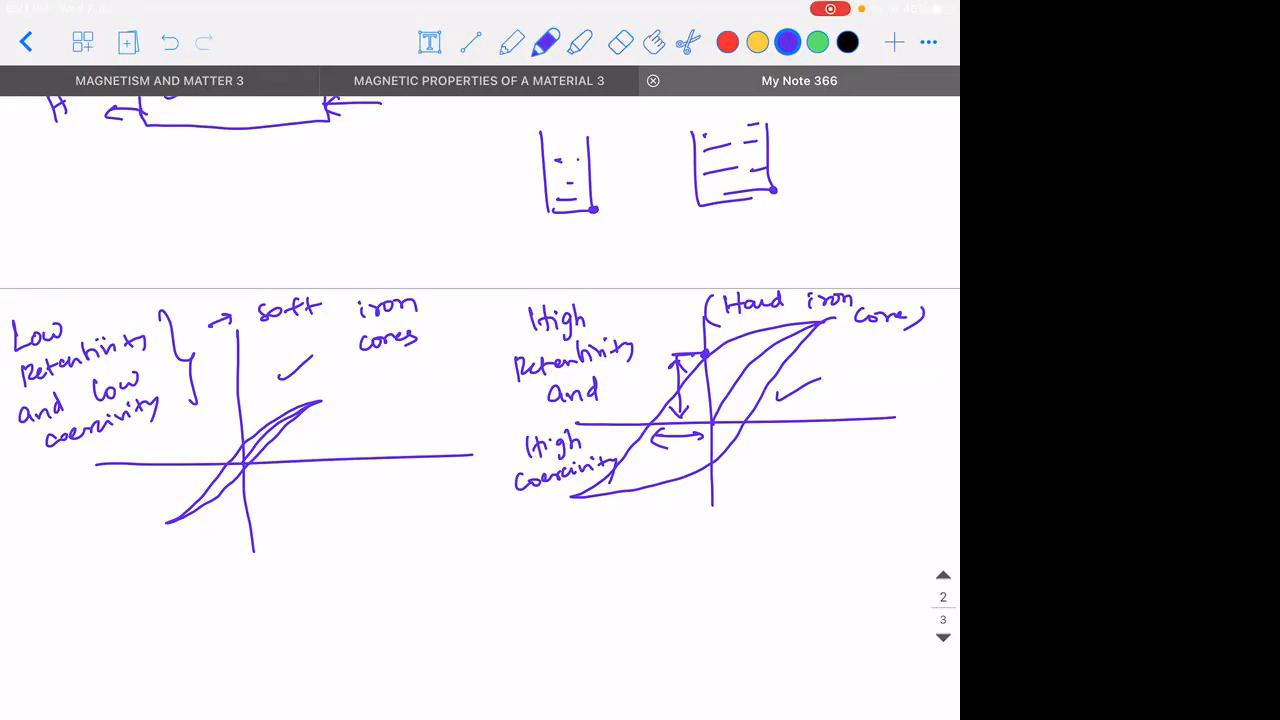 MAGNETISM AND MATTER 3
MAGNETIC PROPERTIES OF A MATERIAL 3
My Note 366
H
Low
Retentivity
and low
coercivity
→ soft iron
cores
High
Retentivity
and
High
Coercivity
(Hard iron
core)
2
3